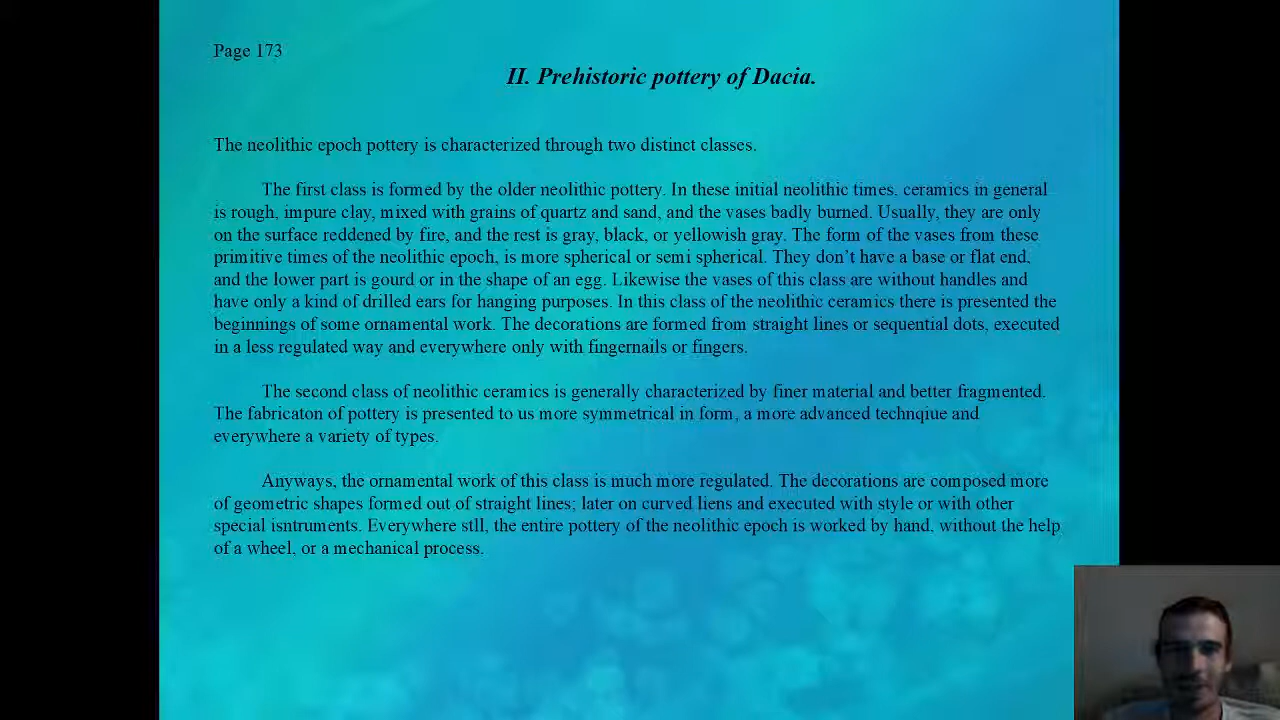 Page 173
II. Prehistoric pottery of Dacia.
The neolithic epoch pottery is characterized through two distinct classes.
The first class is formed by the older neolithic pottery. In these initial neolithic times, ceramics in general
is rough, impure clay, mixed with grains of quartz and sand, and the vases badly burned. Usually, they are only
on the surface reddened by fire, and the rest is gray, black, or yellowish gray. The form of the vases from these
primitive times of the neolithic epoch, is more spherical or semi spherical. They don’t have a base or flat end,
and the lower part is gourd or in the shape of an egg. Likewise the vases of this class are without handles and
have only a kind of drilled ears for hanging purposes. In this class of the neolithic ceramics there is presented the
beginnings of some ornamental work. The decorations are formed from straight lines or sequential dots, executed
in a less regulated way and everywhere only with fingernails or fingers.
The second class of neolithic ceramics is generally characterized by finer material and better fragmented.
The fabricaton of pottery is presented to us more symmetrical in form, a more advanced technqiue and
everywhere a variety of types.
Anyways, the ornamental work of this class is much more regulated. The decorations are composed more
of geometric shapes formed out of straight lines; later on curved liens and executed with style or with other
special isntruments. Everywhere stll, the entire pottery of the neolithic epoch is worked by hand, without the help
of a wheel, or a mechanical process.